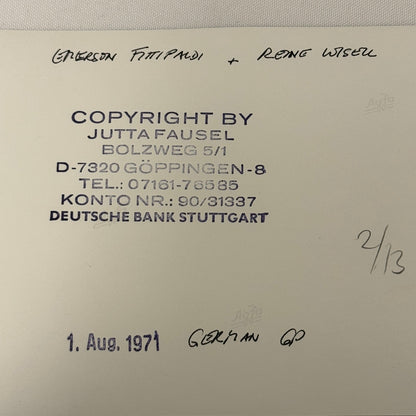 EMERSON FITTIPALDI + REINE WISELL
COPYRIGHT BY
JUTTA FAUSEL
BOLZWEG 5/1
D-7320 GÖPPINGEN-8
TEL.: 07161-76585
KONTO NR.: 90/31337
DEUTSCHE BANK STUTTGART
2/13
1. Aug. 1971 GERMAN GP